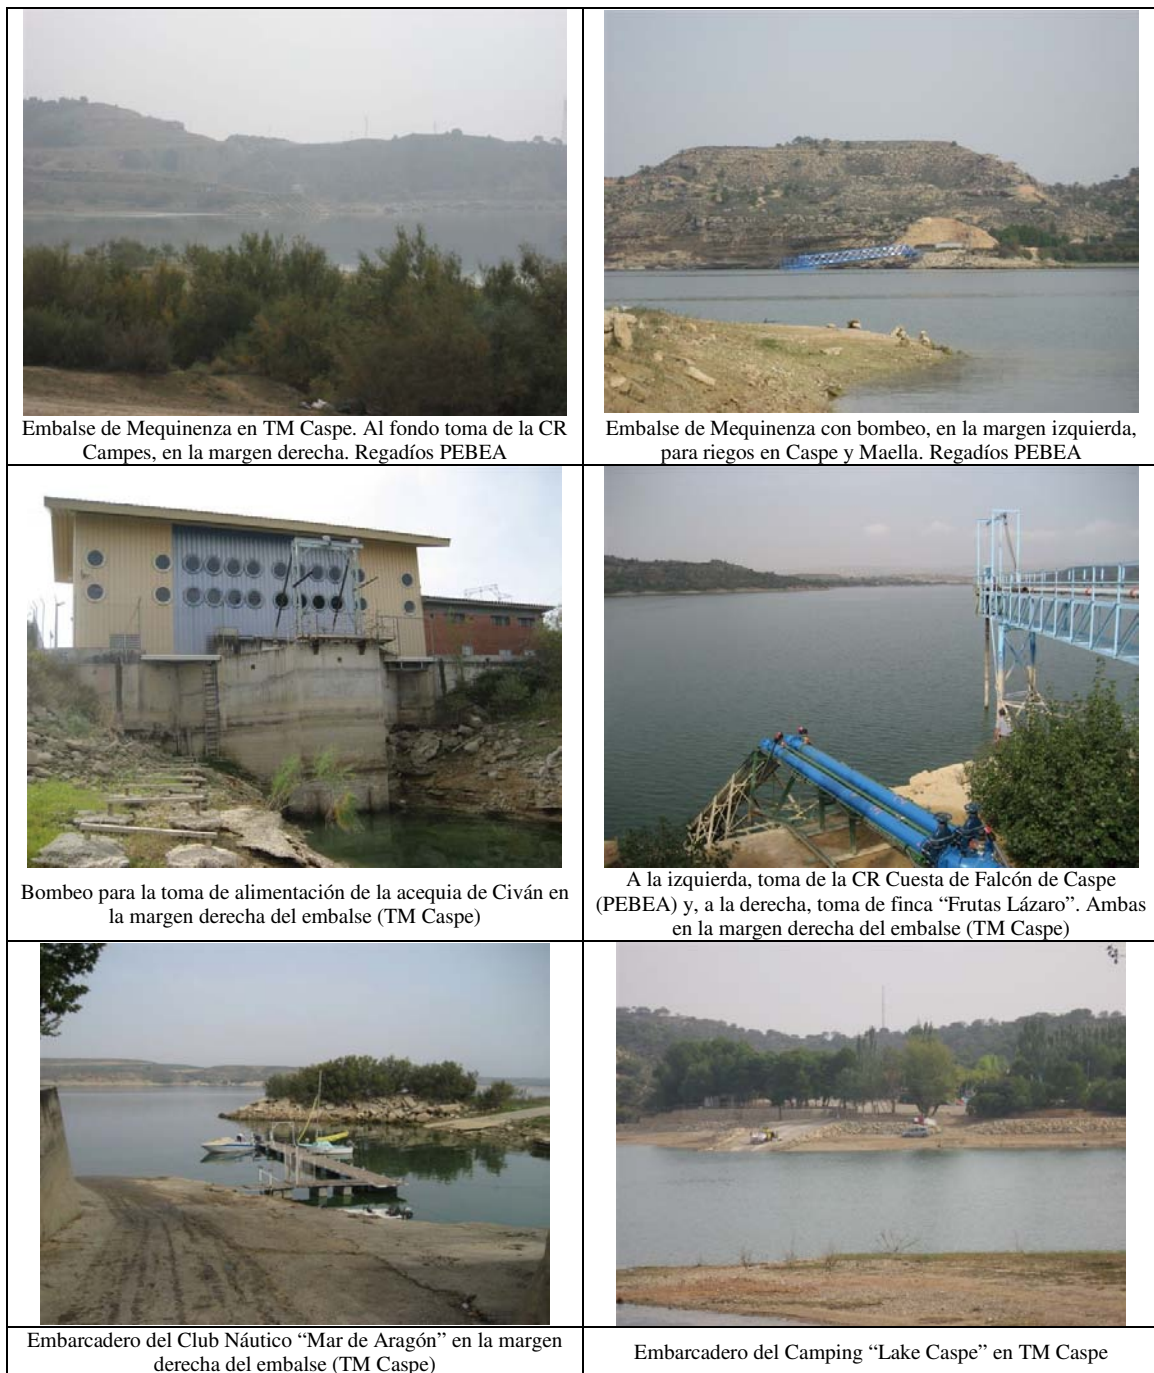 Embalse de Mequinenza en TM Caspe. Al fondo toma de la CR
Campes, en la margen derecha. Regadíos PEBEA
Embalse de Mequinenza con bombeo, en la margen izquierda,
para riegos en Caspe y Maella. Regadíos PEBEA
Bombeo para la toma de alimentación de la acequia de Civán en
la margen derecha del embalse (TM Caspe)
A la izquierda, toma de la CR Cuesta de Falcón de Caspe
(PEBEA) y, a la derecha, toma de finca “Frutas Lázaro”. Ambas
en la margen derecha del embalse (TM Caspe)
Embarcadero del Club Náutico “Mar de Aragón” en la margen
derecha del embalse (TM Caspe)
Embarcadero del Camping “Lake Caspe” en TM Caspe